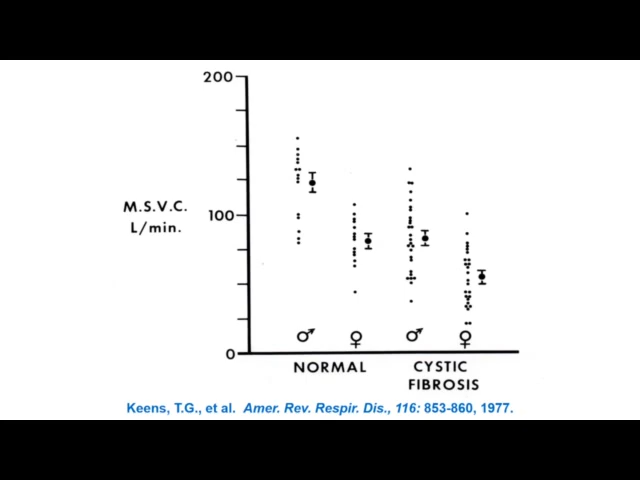 200
M.S.V.C.
100
L/min.
0
♂ ♀ ♂ ♀
NORMAL CYSTIC
FIBROSIS
Keens, T.G., et al. Amer. Rev. Respir. Dis., 116: 853-860, 1977.